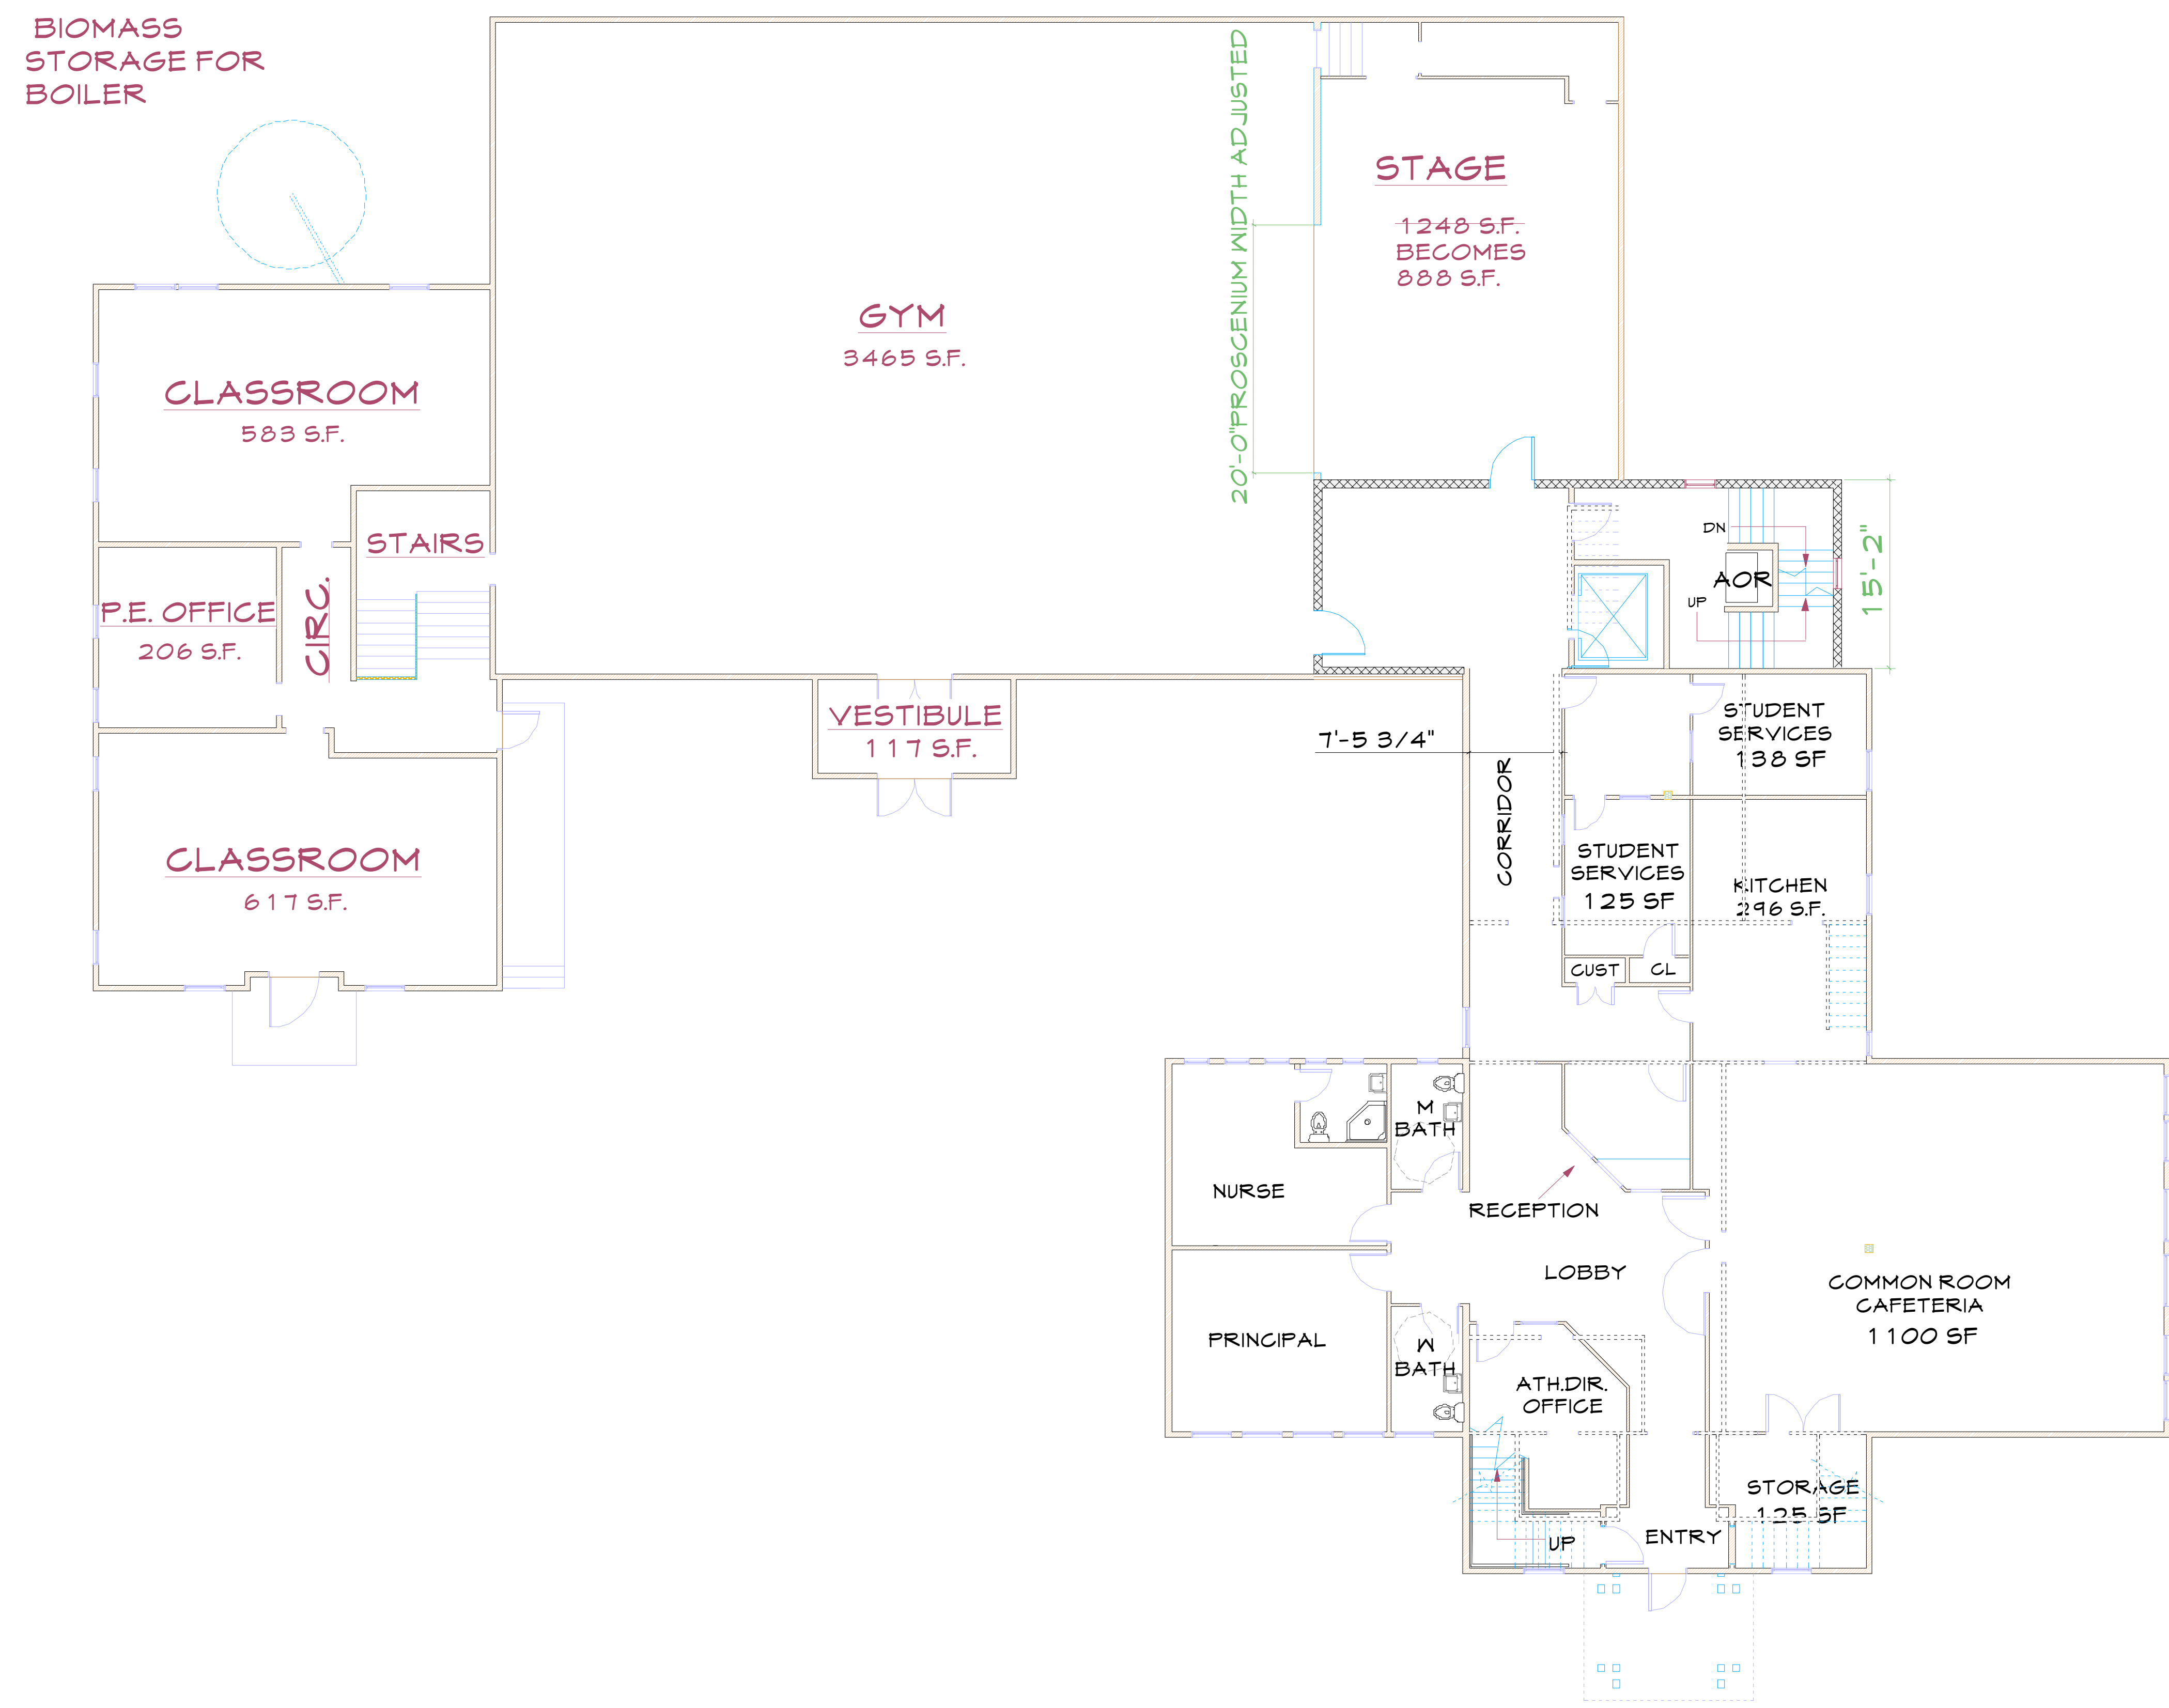 BIOMASS
STORAGE FOR
BOILER
20'-0"PROSCENIUM WIDTH ADJUSTED
STAGE
1248 S.F.
BECOMES
888 S.F.
GYM
3465 S.F.
CLASSROOM
583 S.F.
STAIRS
P.E. OFFICE
206 S.F.
CIRC.
DN
AOR
UP
15'-2"
VESTIBULE
117 S.F.
7'-5 3/4"
STUDENT
SERVICES
138 SF
CORRIDOR
CLASSROOM
617 S.F.
STUDENT
SERVICES
125 SF
KITCHEN
296 S.F.
CUST
CL
M
BATH
NURSE
RECEPTION
LOBBY
COMMON ROOM
CAFETERIA
1100 SF
PRINCIPAL
W
BATH
ATH.DIR.
OFFICE
STORAGE
125 SF
UP
ENTRY